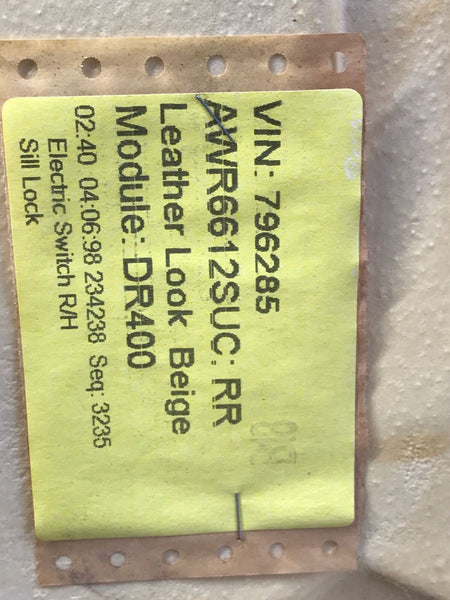 VIN: 796285
AWR6612SUC: RR
Leather Look Beige
Module: DR400
02:40 04:06:98 234238 Seq: 3235
Electric Switch R/H
Sill Lock